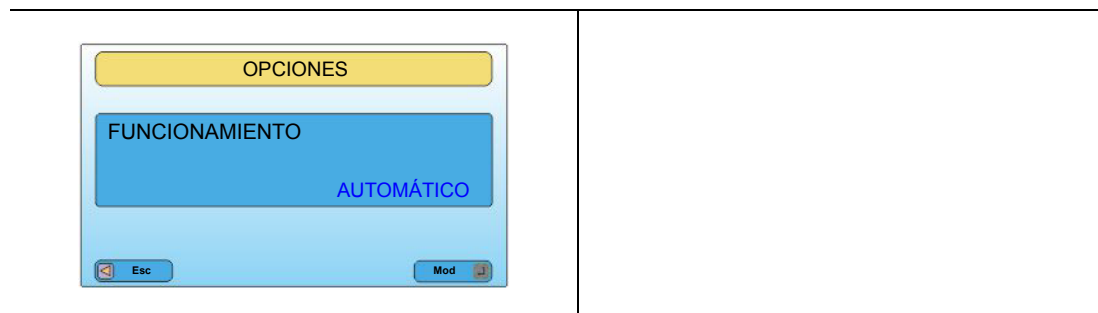 OPCIONES
FUNCIONAMIENTO
AUTOMÁTICO
Esc
Mod